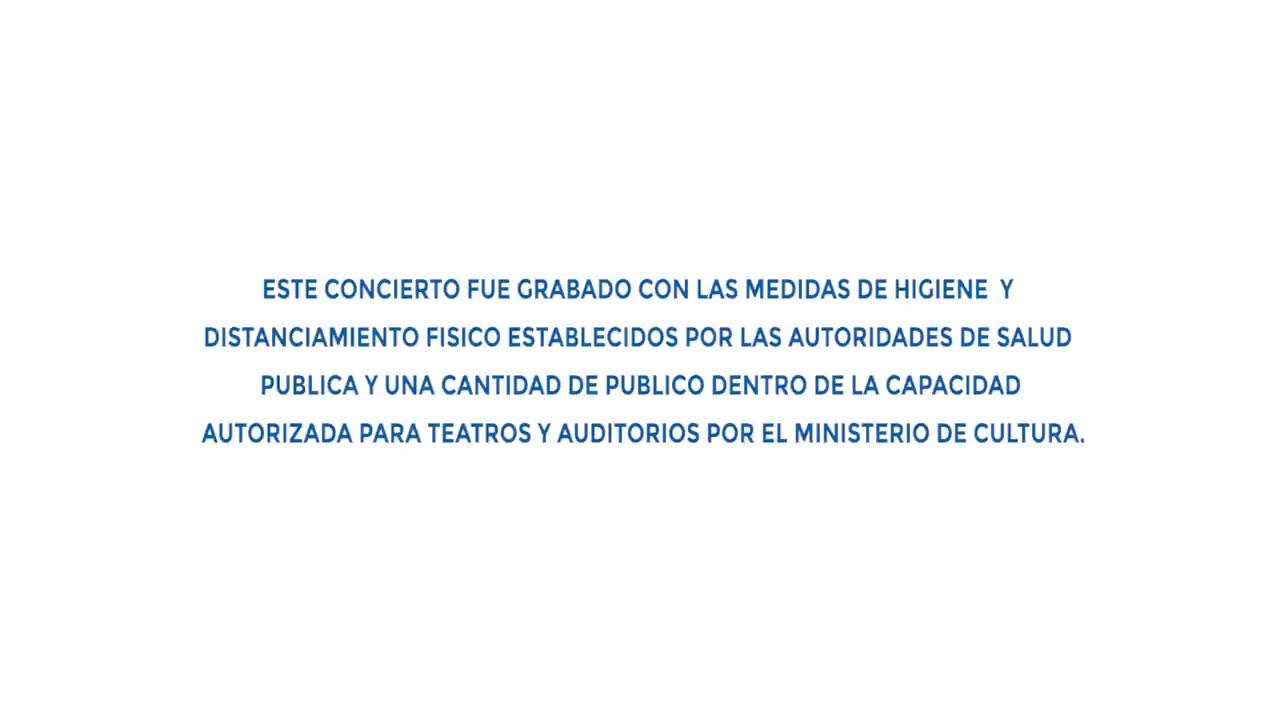 ESTE CONCIERTO FUE GRABADO CON LAS MEDIDAS DE HIGIENE  Y
DISTANCIAMIENTO FISICO ESTABLECIDOS POR LAS AUTORIDADES DE SALUD
PUBLICA Y UNA CANTIDAD DE PUBLICO DENTRO DE LA CAPACIDAD
AUTORIZADA PARA TEATROS Y AUDITORIOS POR EL MINISTERIO DE CULTURA.